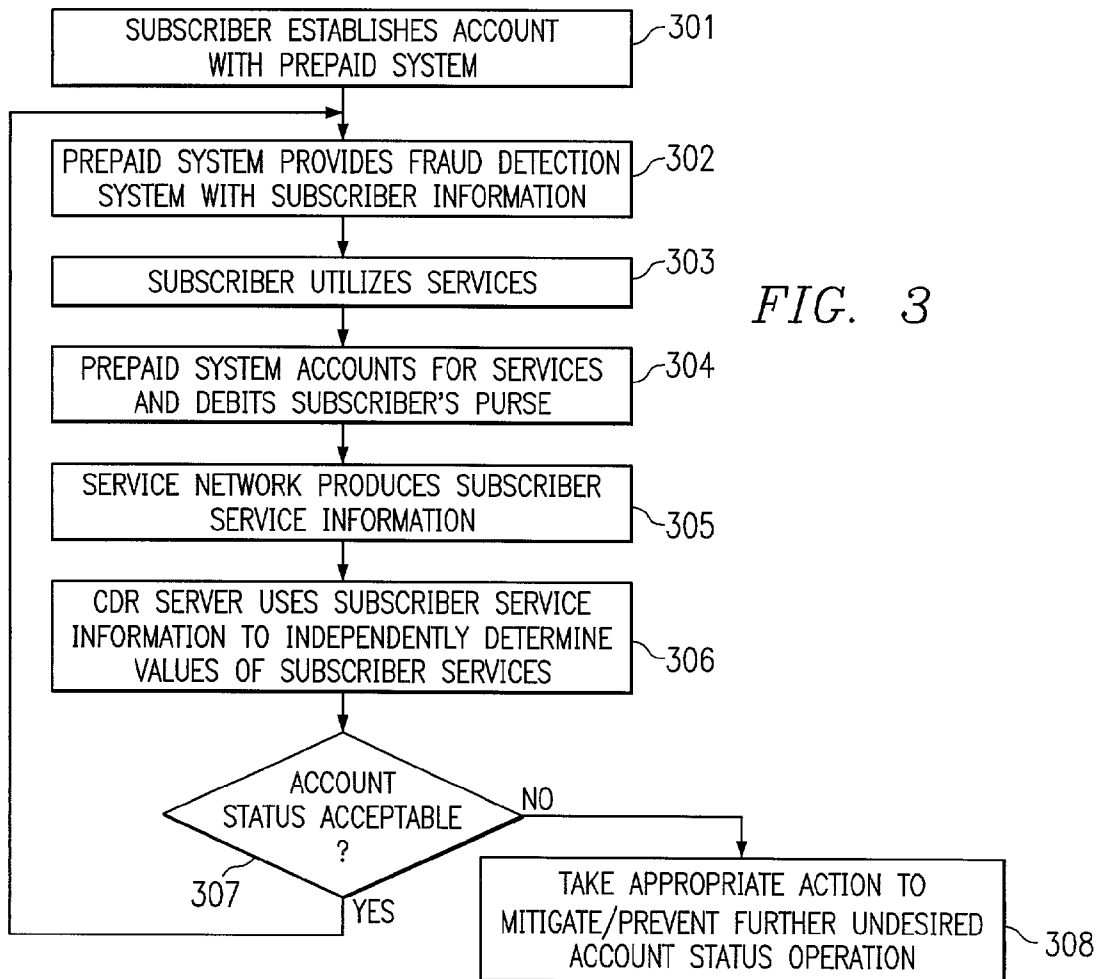 SUBSCRIBER ESTABLISHES ACCOUNT
WITH PREPAID SYSTEM
301
PREPAID SYSTEM PROVIDES FRAUD DETECTION
SYSTEM WITH SUBSCRIBER INFORMATION
302
SUBSCRIBER UTILIZES SERVICES
303
FIG. 3
PREPAID SYSTEM ACCOUNTS FOR SERVICES
AND DEBITS SUBSCRIBER'S PURSE
304
SERVICE NETWORK PRODUCES SUBSCRIBER
SERVICE INFORMATION
305
CDR SERVER USES SUBSCRIBER SERVICE
INFORMATION TO INDEPENDENTLY DETERMINE
VALUES OF SUBSCRIBER SERVICES
306
ACCOUNT
STATUS ACCEPTABLE
?
307
NO
YES
TAKE APPROPRIATE ACTION TO
MITIGATE/PREVENT FURTHER UNDESIRED
ACCOUNT STATUS OPERATION
308